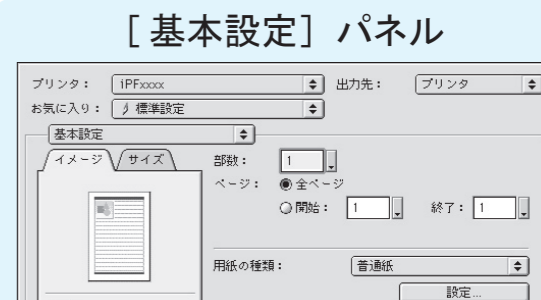 ［基本設定］パネル
プリンタ： iPFxxxx 出力先： プリンタ
お気に入り： 標準設定
基本設定
イメージ サイズ 部数： 1
ページ： 全ページ
開始： 1 終了： 1
用紙の種類： 普通紙
設定...